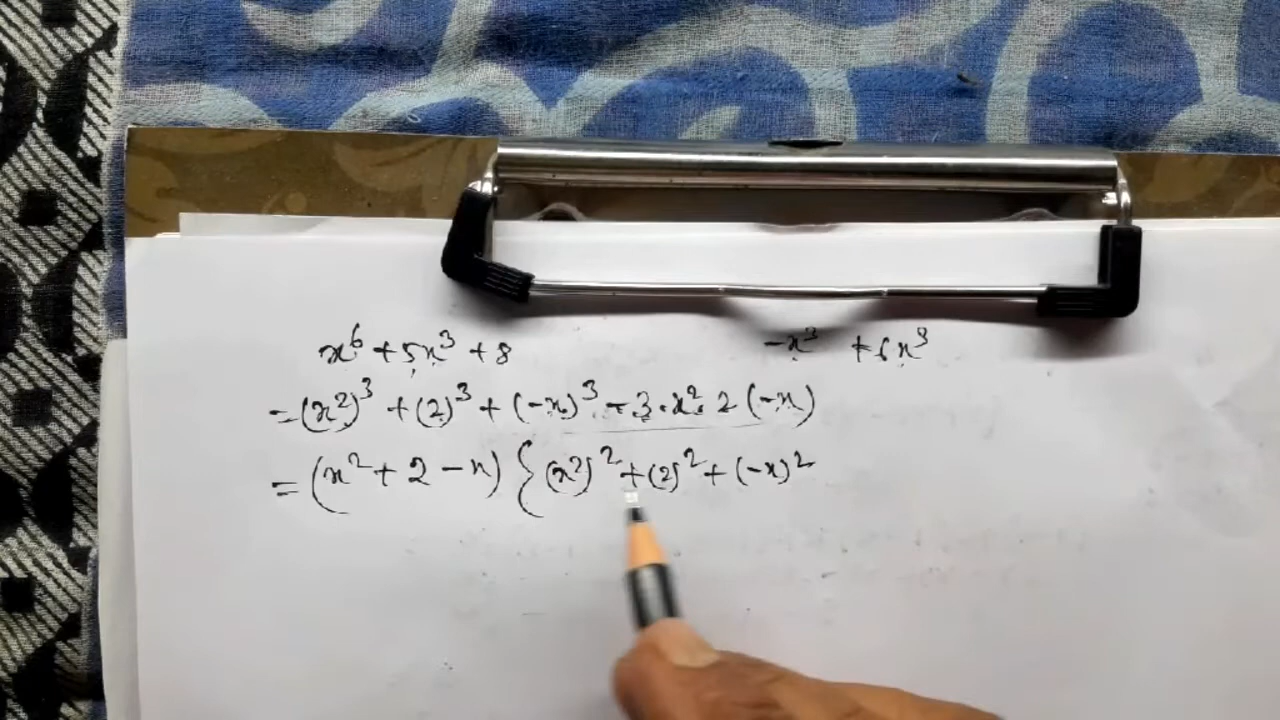 x⁶ + 5x³ + 8 -x³ + 6x³
= (x²)³ + (2)³ + (-x)³ - 3 · x² · 2 (-x)
= (x² + 2 - x) { (x²)² + (2)² + (-x)²